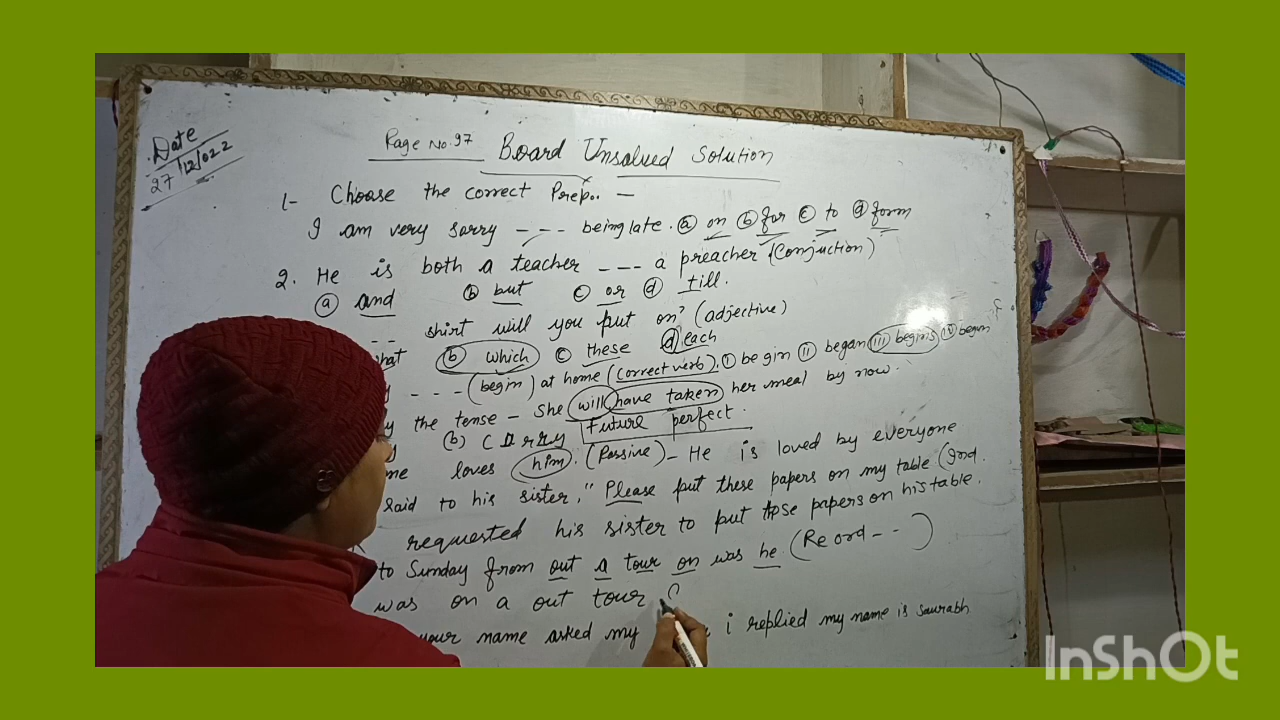 Date
27/12/022
Page No. 97 Board Unsolved Solution
1- Choose the correct Prep.. —
I am very sorry --- being late. (a) on (b) for (c) to (d) form
2. He is both a teacher --- a preacher (Conjuction)
(a) and (b) but (c) or (d) till.
shirt will you put on? (adjective)
hat (b) which (c) these (d) each
---- (begin) at home (correct verb). (I) begin (II) began (III) begins (IV) begun
the tense - She will have taken her meal by now.
(b) Carry Future perfect.
me loves him. (Passive) - He is loved by everyone
said to his sister, "Please put these papers on my table (Ind.
requested his sister to put those papers on his table.
to Sunday from out a tour on was he. (Re ord-- )
was on a out tour
your name asked my i replied my name is saurabh
InShOt